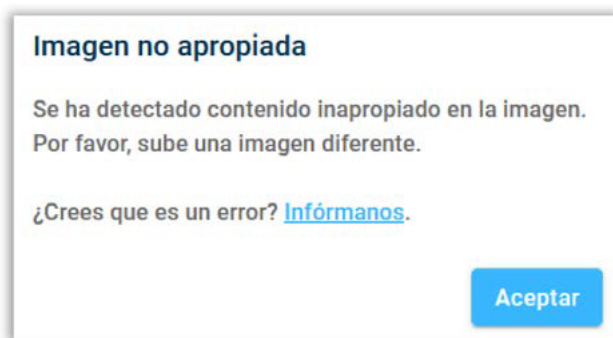 Imagen no apropiada
Se ha detectado contenido inapropiado en la imagen.
Por favor, sube una imagen diferente.
¿Crees que es un error? Infórmanos.
Aceptar